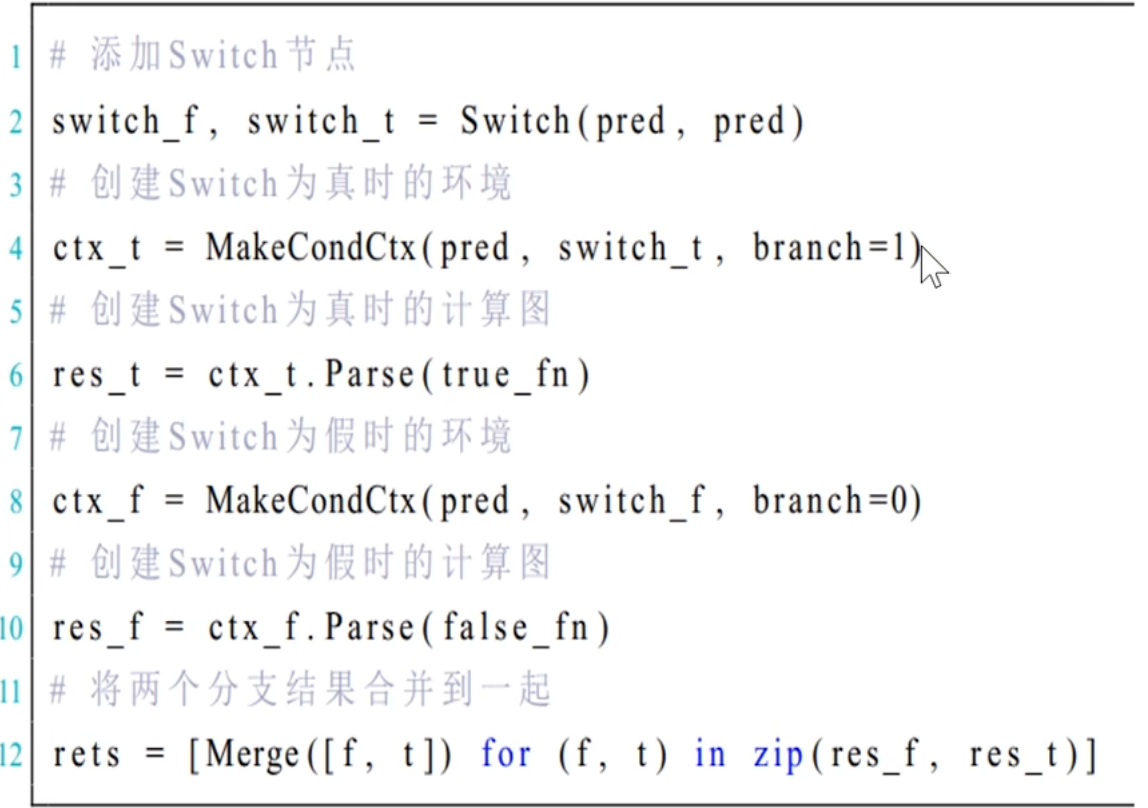 1 # 添加Switch节点
2 switch_f, switch_t = Switch(pred, pred)
3 # 创建Switch为真时的环境
4 ctx_t = MakeCondCtx(pred, switch_t, branch=1)
5 # 创建Switch为真时的计算图
6 res_t = ctx_t.Parse(true_fn)
7 # 创建Switch为假时的环境
8 ctx_f = MakeCondCtx(pred, switch_f, branch=0)
9 # 创建Switch为假时的计算图
10 res_f = ctx_f.Parse(false_fn)
11 # 将两个分支结果合并到一起
12 rets = [Merge([f, t]) for (f, t) in zip(res_f, res_t)]